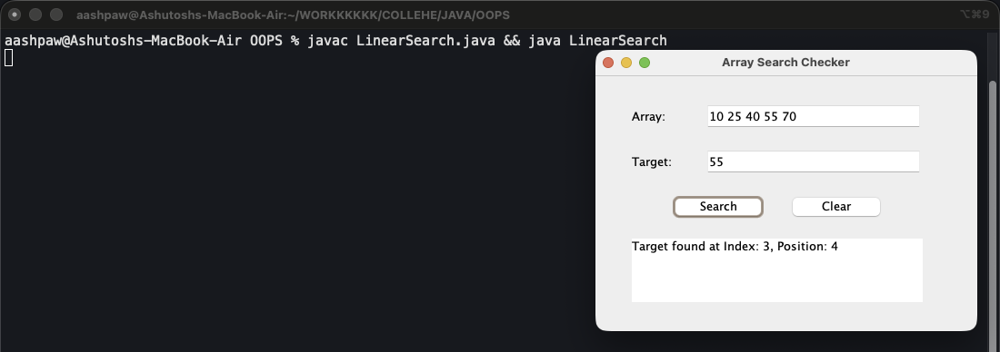 aashpaw@Ashutoshs-MacBook-Air:~/WORKKKKKK/COLLEHE/JAVA/OOPS
⌥⌘9
aashpaw@Ashutoshs-MacBook-Air OOPS % javac LinearSearch.java && java LinearSearch
Array Search Checker
Array: 10 25 40 55 70
Target: 55
Search Clear
Target found at Index: 3, Position: 4